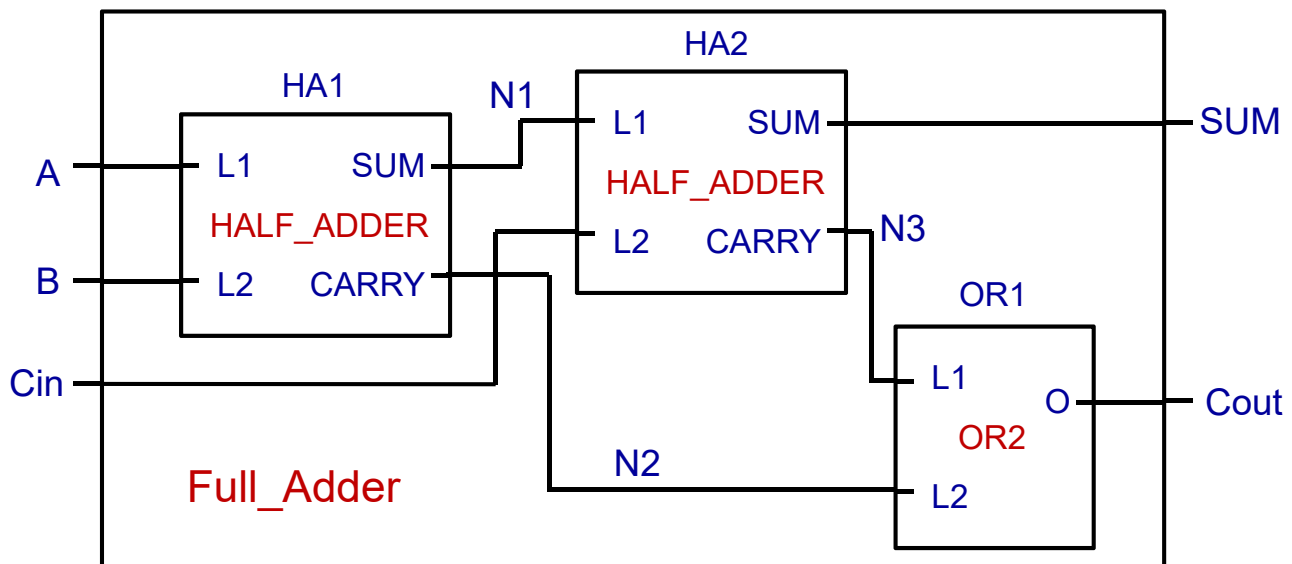 HA2
HA1
N1
L1 SUM
SUM
A
L1 SUM
HALF_ADDER
HALF_ADDER
L2 CARRY
N3
B
L2 CARRY
OR1
Cin
L1
O
Cout
OR2
N2
Full_Adder
L2